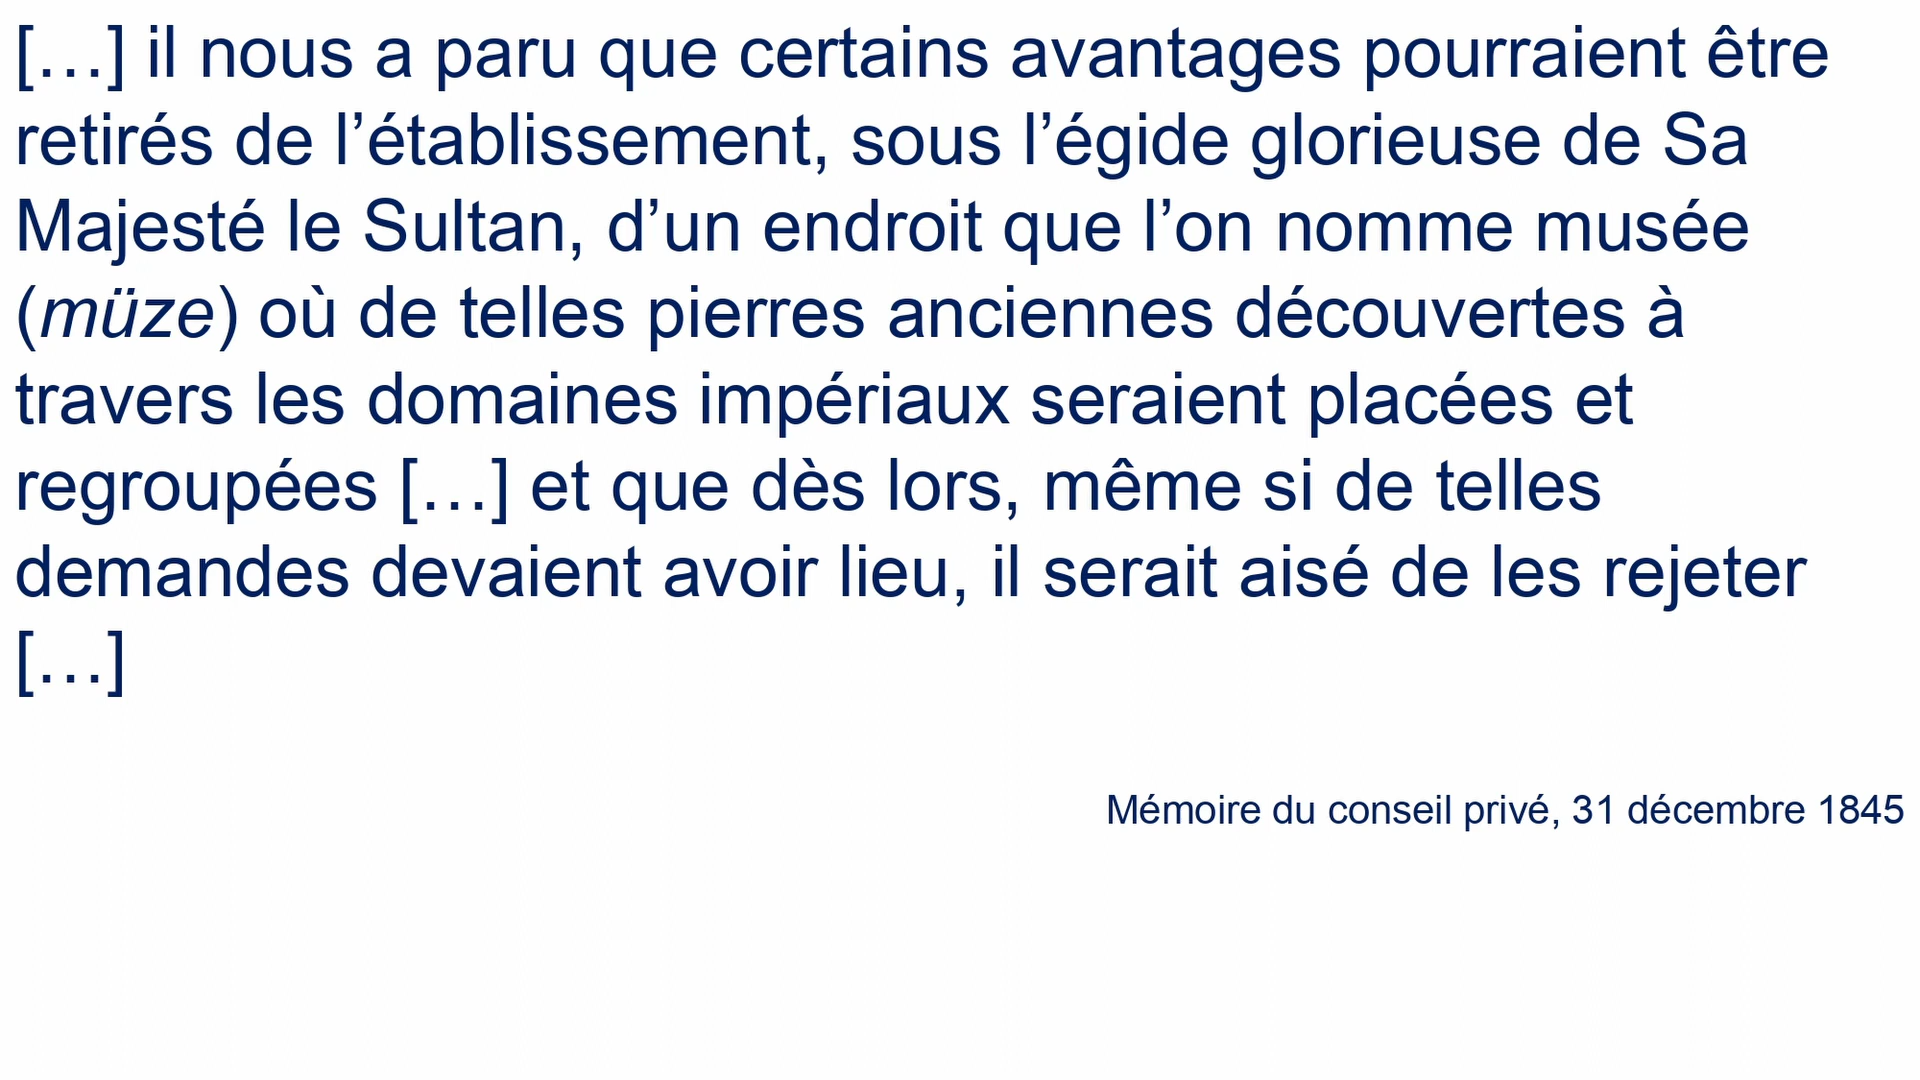 […] il nous a paru que certains avantages pourraient être
retirés de l’établissement, sous l’égide glorieuse de Sa
Majesté le Sultan, d’un endroit que l’on nomme musée
(müze) où de telles pierres anciennes découvertes à
travers les domaines impériaux seraient placées et
regroupées […] et que dès lors, même si de telles
demandes devaient avoir lieu, il serait aisé de les rejeter
[…]
Mémoire du conseil privé, 31 décembre 1845